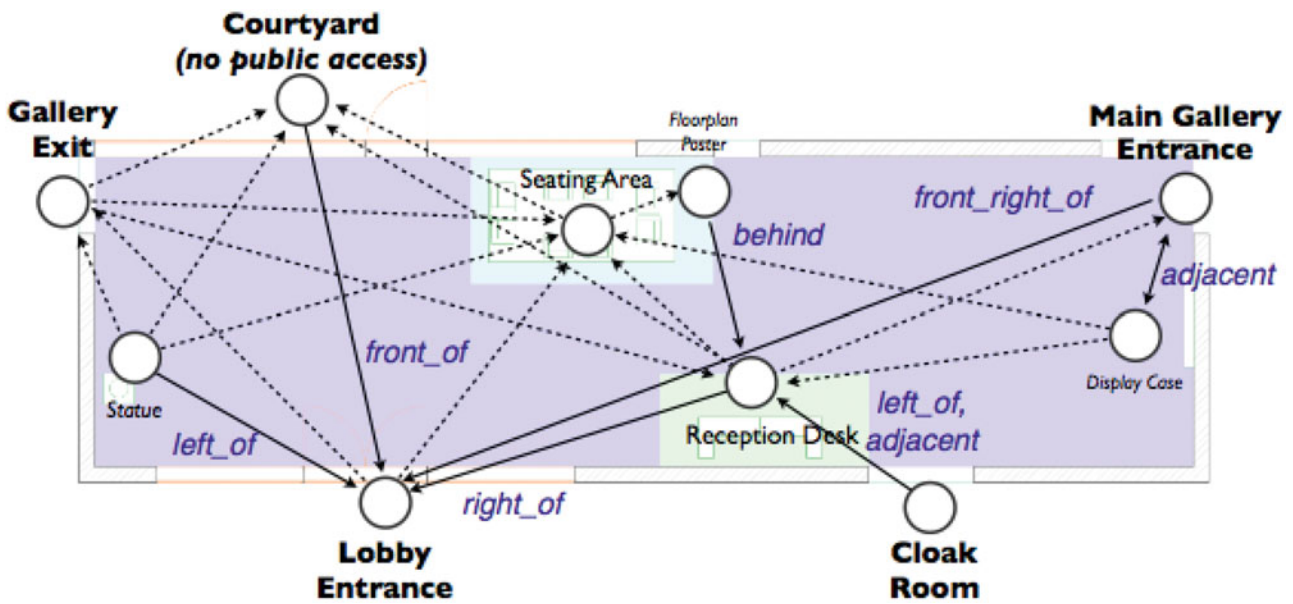 Courtyard
(no public access)
Gallery
Exit
Floorplan
Poster
Main Gallery
Entrance
Seating Area
front_right_of
behind
adjacent
front_of
Display Case
Statue
left_of
left_of,
adjacent
Reception Desk
right_of
Lobby
Entrance
Cloak
Room